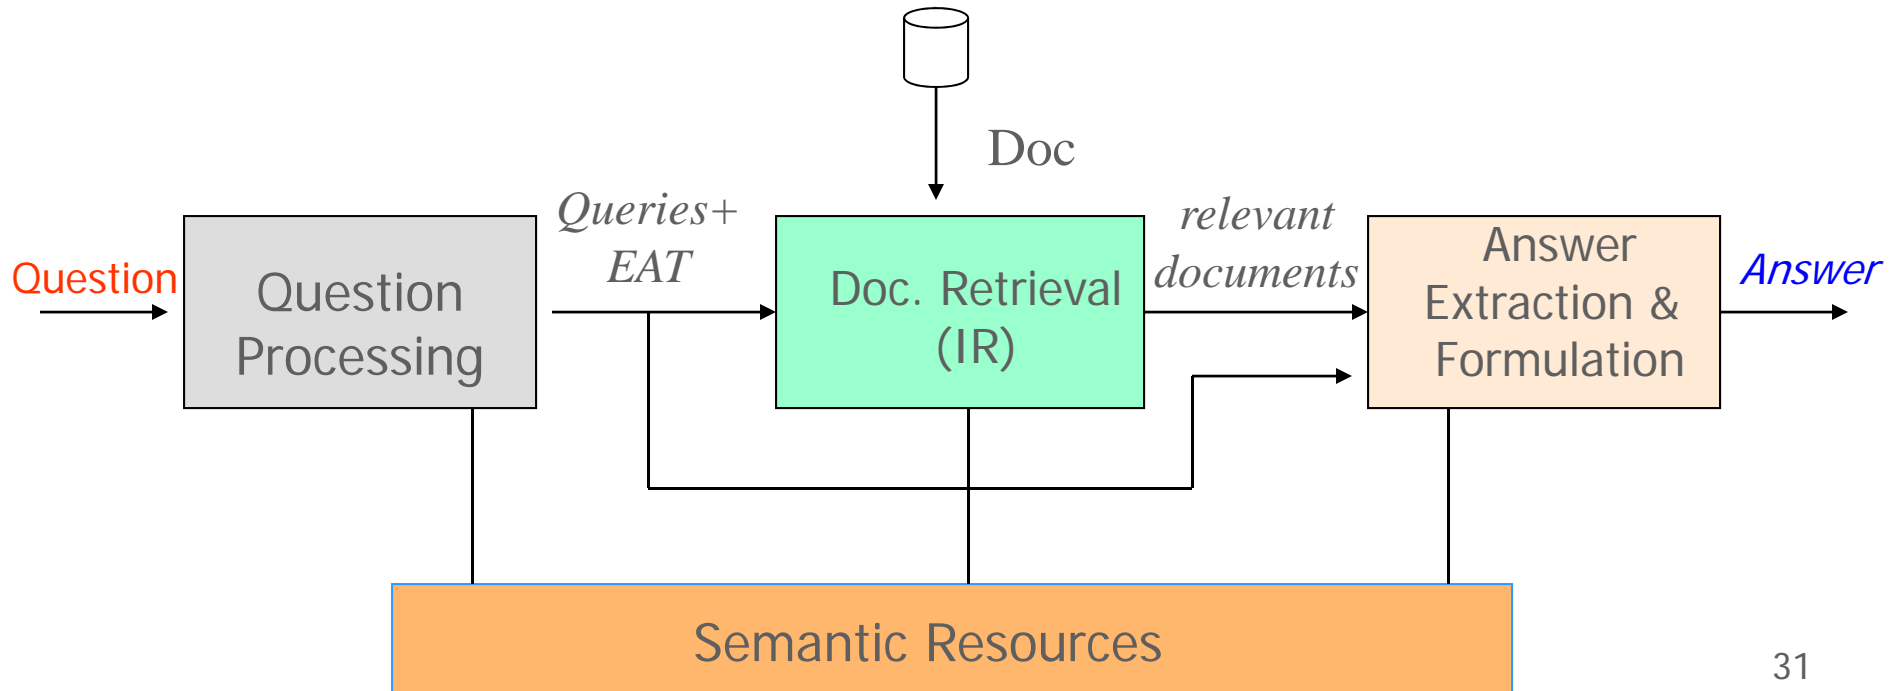 Doc
Question
Question
Processing
Queries+
EAT
Doc. Retrieval
(IR)
relevant
documents
Answer
Extraction &
Formulation
Answer
Semantic Resources
31